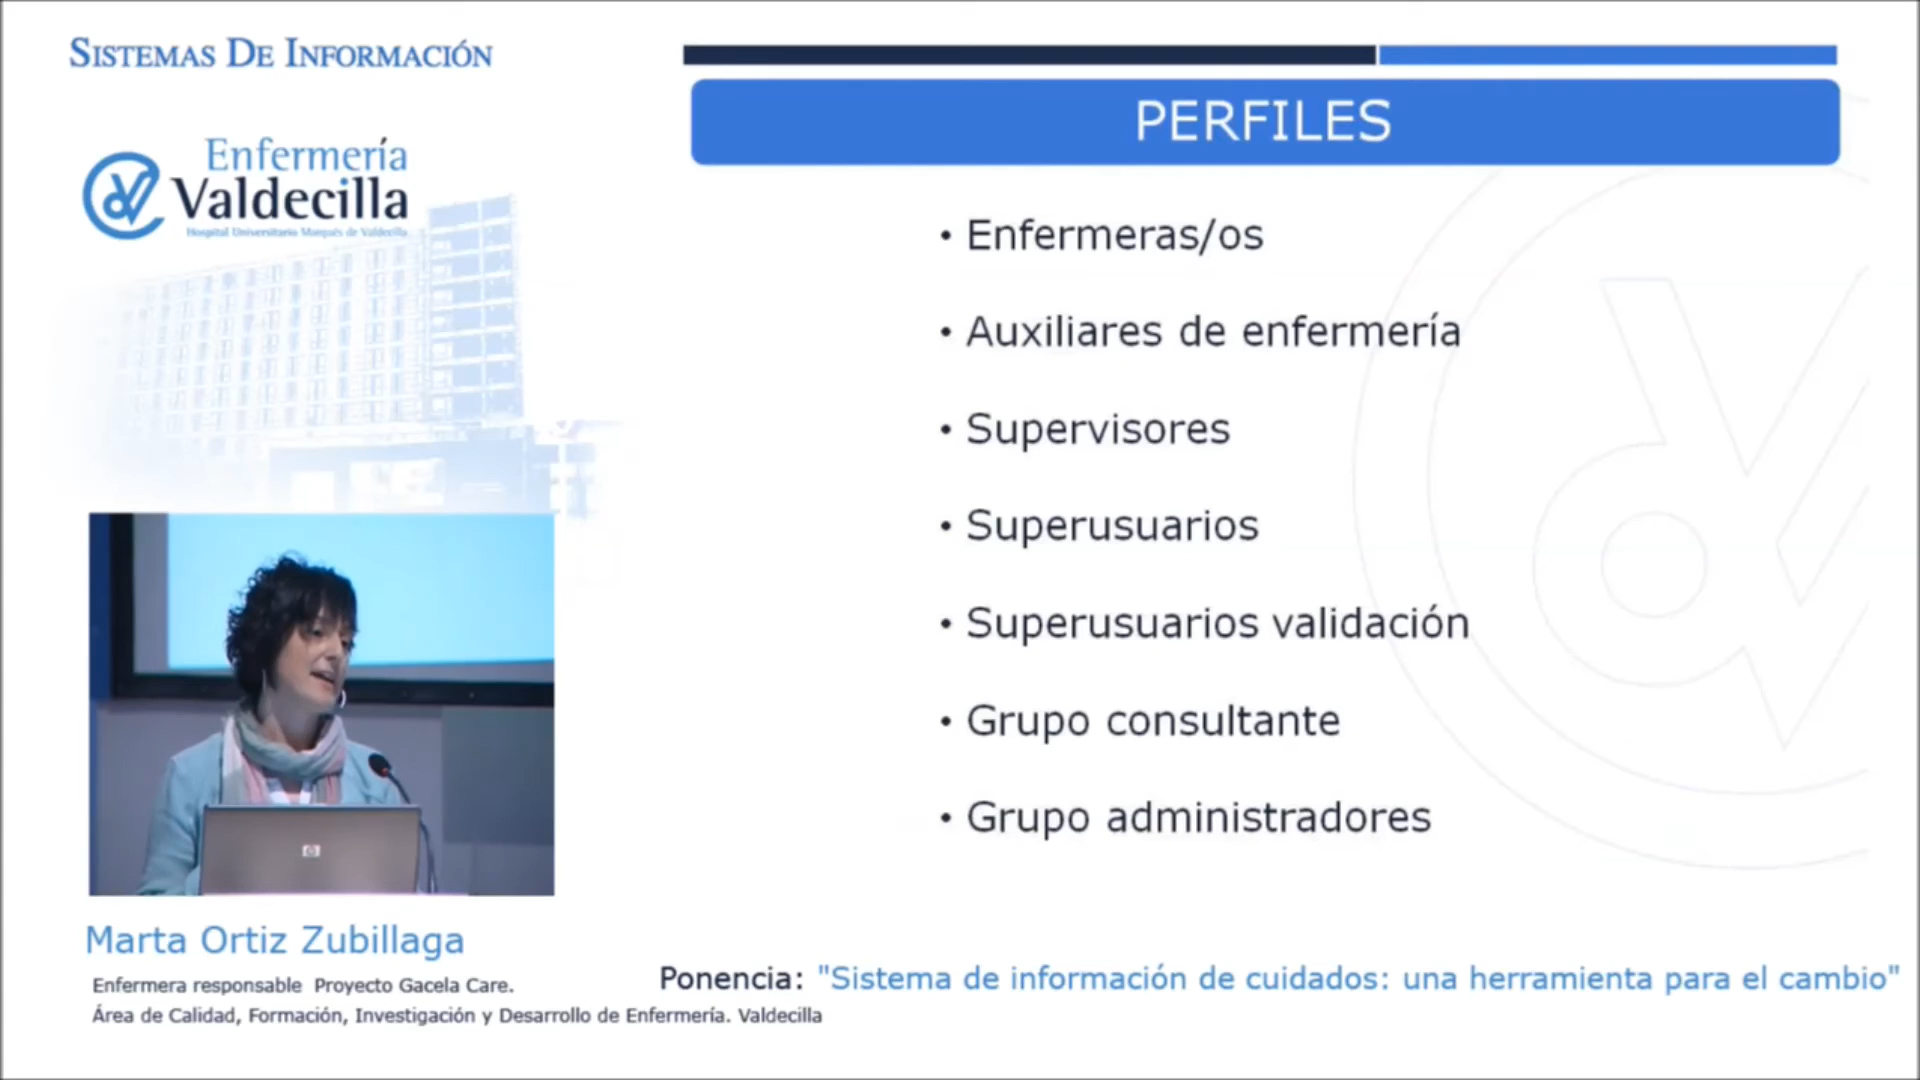 SISTEMAS DE INFORMACIÓN
Enfermería
Valdecilla
Hospital Universitario Marqués de Valdecilla
PERFILES
• Enfermeras/os
• Auxiliares de enfermería
• Supervisores
• Superusuarios
• Superusuarios validación
• Grupo consultante
• Grupo administradores
Marta Ortiz Zubillaga
Enfermera responsable Proyecto Gacela Care.
Área de Calidad, Formación, Investigación y Desarrollo de Enfermería. Valdecilla
Ponencia: "Sistema de información de cuidados: una herramienta para el cambio"
hp